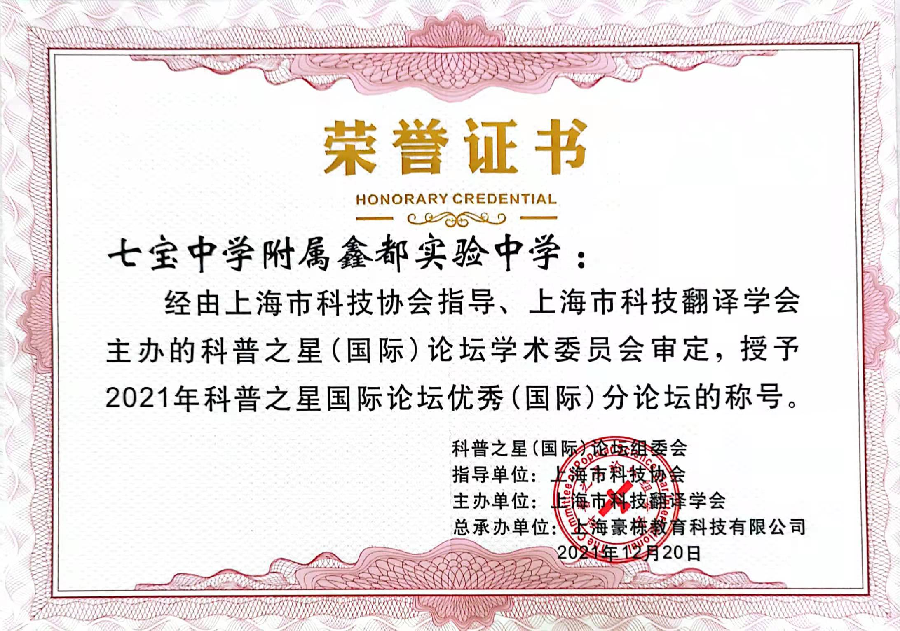 荣誉证书
HONORARY CREDENTIAL
七宝中学附属鑫都实验中学：
经由上海市科技协会指导、上海市科技翻译学会
主办的科普之星(国际)论坛学术委员会审定，授予
2021年科普之星国际论坛优秀(国际)分论坛的称号。
科普之星(国际)论坛组委会
指导单位：上海市科技协会
主办单位：上海市科技翻译学会
总承办单位：上海豪栋教育科技有限公司
2021年12月20日